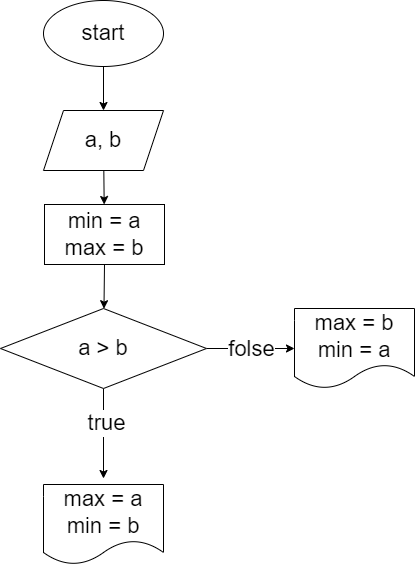 start
a, b
min = a
max = b
a > b
folse
max = b
min = a
true
max = a
min = b